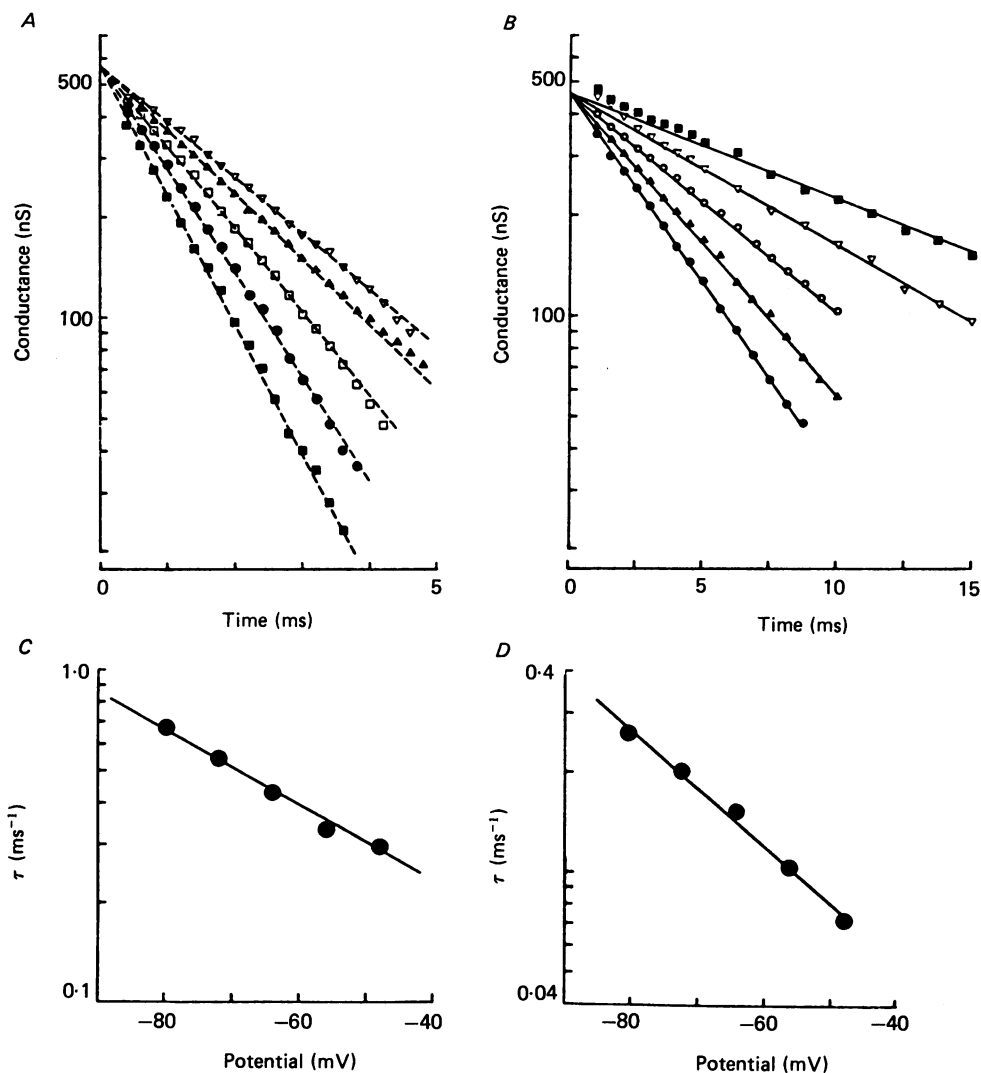 A
B
500
100
Conductance (nS)
0
5
Time (ms)
500
100
Conductance (nS)
0
5
10
15
Time (ms)
C
D
1·0
0·1
τ (ms⁻¹)
−80
−60
−40
Potential (mV)
0·4
0·04
τ (ms⁻¹)
−80
−60
−40
Potential (mV)